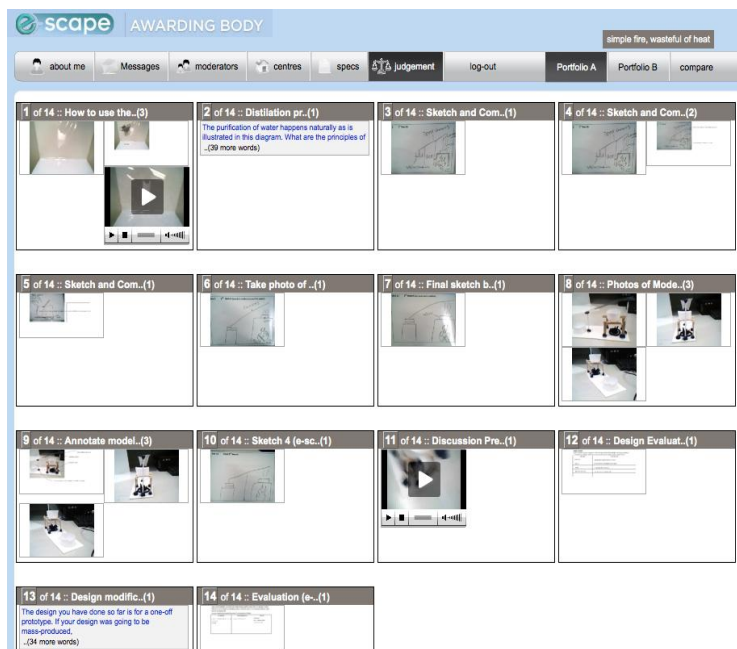 e-scape AWARDING BODY
simple fire, wasteful of heat
about me Messages moderators centres specs judgement log-out Portfolio A Portfolio B compare
1 of 14 :: How to use the..(3)
2 of 14 :: Distilation pr..(1)
The purification of water happens naturally as is
illustrated in this diagram. What are the principles of
..(39 more words)
3 of 14 :: Sketch and Com..(1)
4 of 14 :: Sketch and Com..(2)
5 of 14 :: Sketch and Com..(1)
6 of 14 :: Take photo of ..(1)
7 of 14 :: Final sketch b..(1)
8 of 14 :: Photos of Mode..(3)
9 of 14 :: Annotate model..(3)
10 of 14 :: Sketch 4 (e-sc..(1)
11 of 14 :: Discussion Pre..(1)
12 of 14 :: Design Evaluat..(1)
13 of 14 :: Design modific..(1)
The design you have done so far is for a one-off
prototype. If your design was going to be
mass-produced,
..(34 more words)
14 of 14 :: Evaluation (e-..(1)